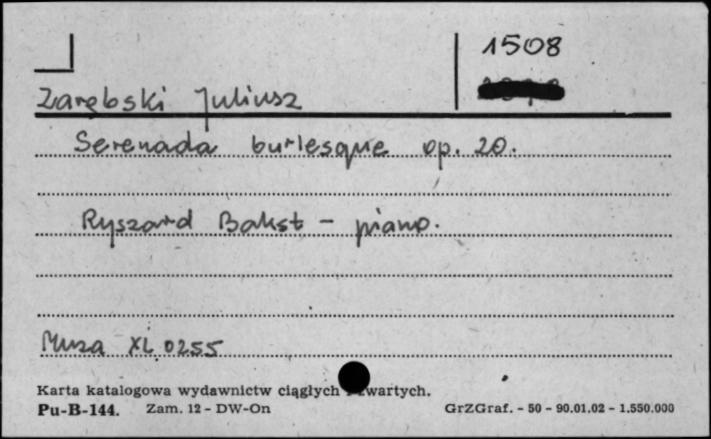 1508
Zarębski Juliusz
Serenada burlesque op. 20.
Ryszard Bakst - piano.
Muza XL 0255
Karta katalogowa wydawnictw ciągłych zwartych.
Pu-B-144. Zam. 12 - DW-On GrZGraf. - 50 - 90.01.02 - 1.550.000